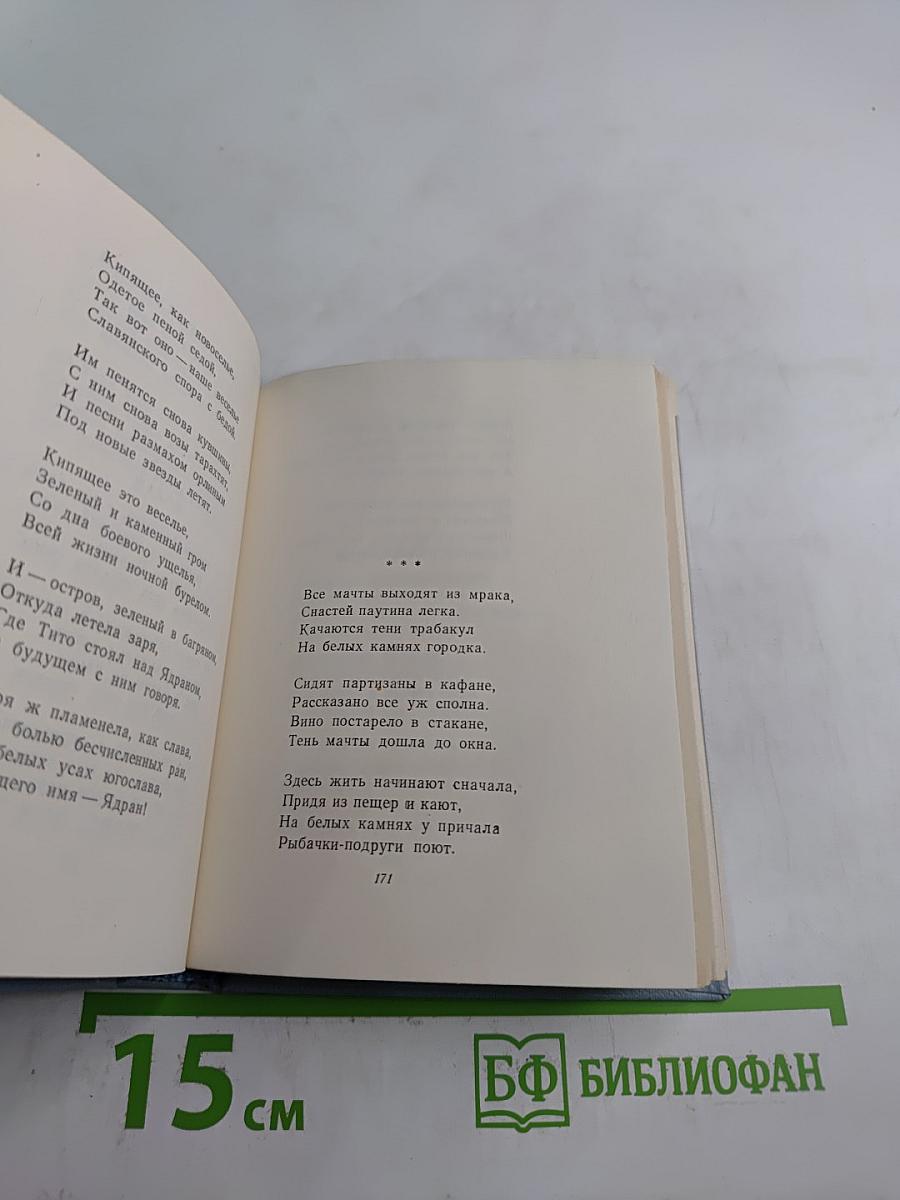 Кипящее, как новоселье,
Одетое пеной седой,
Так вот оно — наше веселье
Славянского спора с бедой.
Им пенятся снова кувшины,
С ним снова возы тарахтят,
И песни размахом орлиным
Под новые звезды летят.
Кипящее это веселье,
Зеленый и каменный гром
Со дна боевого ущелья,
Всей жизни ночной бурелом.
И — остров, зеленый в багряном,
Откуда летела заря,
Где Тито стоял над Ядраном,
будущем с ним говоря.
ж пламенела, как слава,
болью бесчисленных ран,
белых усах югослава,
имя — Ядран!
* * *
Все мачты выходят из мрака,
Снастей паутина легка.
Качаются тени трабакул
На белых камнях городка.
Сидят партизаны в кафане,
Рассказано все уж сполна.
Вино постарело в стакане,
Тень мачты дошла до окна.
Здесь жить начинают сначала,
Придя из пещер и кают,
На белых камнях у причала
Рыбачки-подруги поют.
171
15 см
БФ БИБЛИОФАН